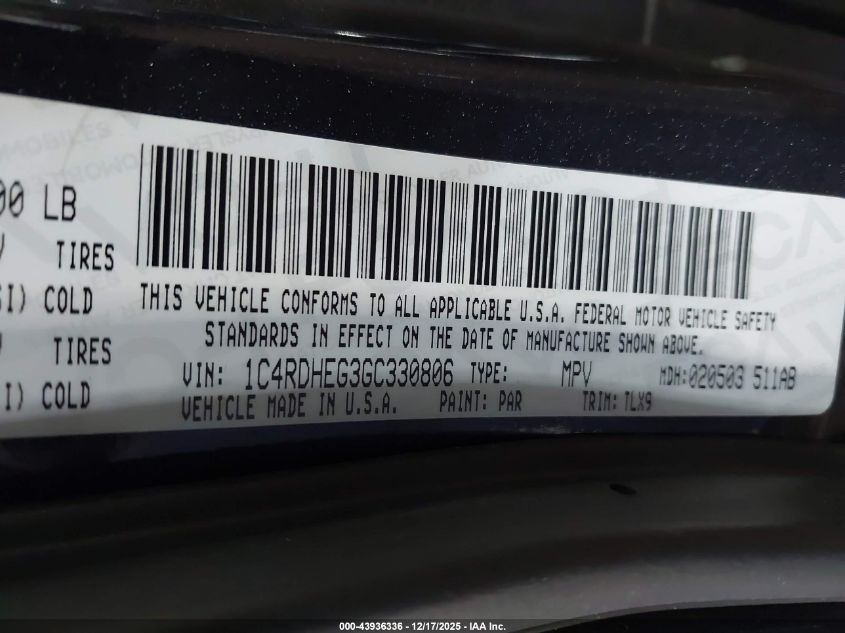 00 LB
TIRES
SI) COLD
THIS VEHICLE CONFORMS TO ALL APPLICABLE U.S.A. FEDERAL MOTOR VEHICLE SAFETY
STANDARDS IN EFFECT ON THE DATE OF MANUFACTURE SHOWN ABOVE.
TIRES
VIN: 1C4RDHEG3GC330806 TYPE: MPV MDH:020503 511AB
I) COLD
VEHICLE MADE IN U.S.A. PAINT: PAR TRIM: TLX9
000-43936336 - 12/17/2025 - IAA Inc.